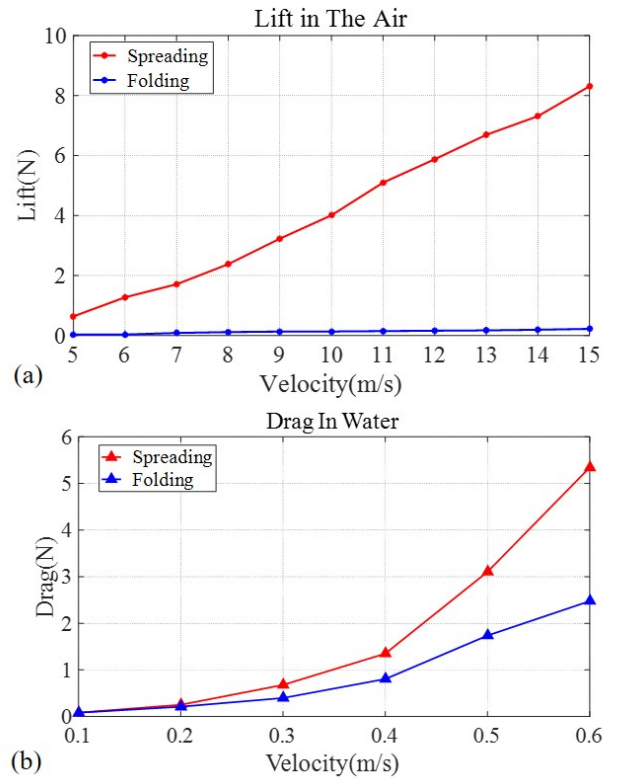 Lift in The Air
Spreading
Folding
10
8
6
4
2
0
Lift(N)
5 6 7 8 9 10 11 12 13 14 15
Velocity(m/s)
(a)
Drag In Water
Spreading
Folding
6
5
4
3
2
1
0
Drag(N)
0.1 0.2 0.3 0.4 0.5 0.6
Velocity(m/s)
(b)